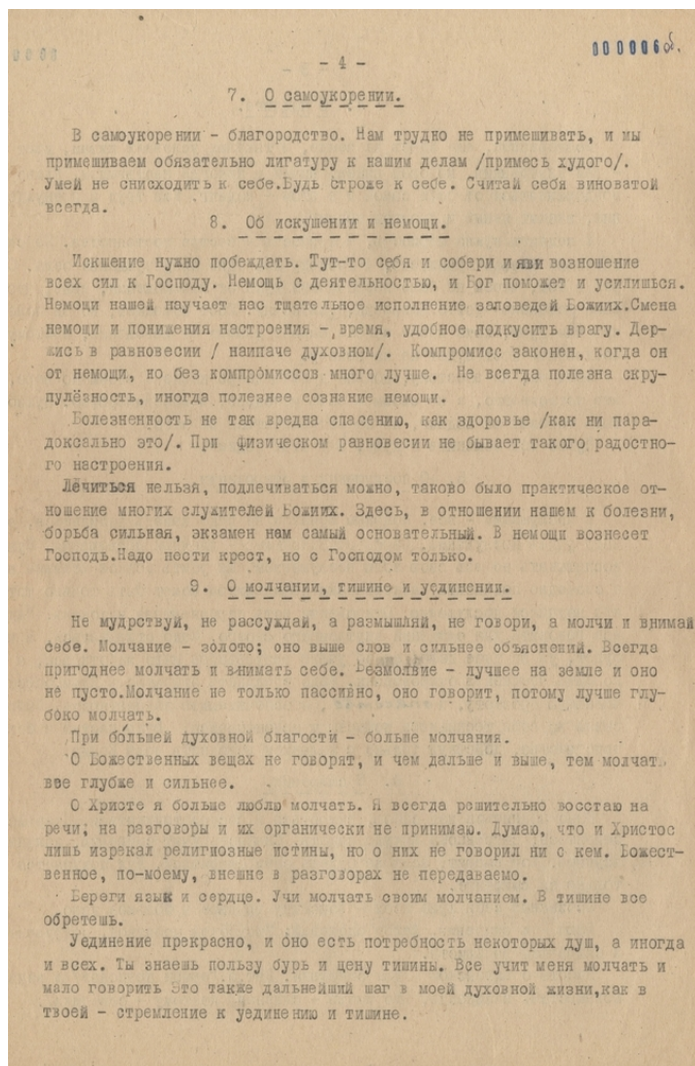 000006 об.
- 4 -
7. О самоукорении.
В самоукорении - благородство. Нам трудно не примешивать, и мы
примешиваем обязательно лигатуру к нашим делам /примесь худого/.
Умей не снисходить к себе.Будь строже к себе. Считай себя виноватой
всегда.
8. Об искушении и немощи.
Искшение нужно побеждать. Тут-то себя и собери и яви возношение
всех сил к Господу. Немощь с деятельностью, и Бог поможет и усилишься.
Немощи нашей научает нас тщательное исполнение заповедей Божиих.Смена
немощи и понижения настроения - время, удобное подкусить врагу. Дер-
жись в равновесии / наипаче духовном/. Компромисс законен, когда он
от немощи, но без компромиссов много лучше. Не всегда полезна скру-
пулёзность, иногда полезнее сознание немощи.
Болезненность не так вредна спасению, как здоровье /как ни пара-
доксально это/. При физическом равновесии не бывает такого радостно-
го настроения.
Лечиться нельзя, подлечиваться можно, таково было практическое от-
ношение многих служителей Божиих. Здесь, в отношении нашем к болезни,
борьба сильная, экзамен нам самый основательный. В немощи вознесет
Господь.Надо нести крест, но с Господом только.
9. О молчании, тишине и уединении.
Не мудрствуй, не рассуждай, а размышляй, не говори, а молчи и внимай
себе. Молчание - золото; оно выше слов и сильнее объяснений. Всегда
пригоднее молчать и внимать себе. Безмолвие - лучшее на земле и оно
не пусто.Молчание не только пассивно, оно говорит, потому лучше глу-
боко молчать.
При бо́льшей духовной благости - больше молчания.
О Божественных вещах не говорят, и чем дальше и выше, тем молчат
все глубже и сильнее.
О Христе я больше люблю молчать. Я всегда решительно восстаю на
речи; на разговоры и их органически не принимаю. Думаю, что и Христос
лишь изрекал религиозные истины, но о них не говорил ни с кем. Божест-
венное, по-моему, внешне в разговорах не передаваемо.
Береги язык и сердце. Учи молчать своим молчанием. В тишине все
обретешь.
Уединение прекрасно, и оно есть потребность некоторых душ, а иногда
и всех. Ты знаешь пользу бурь и цену тишины. Все учит меня молчать и
мало говорить Это также дальнейший шаг в моей духовной жизни,как в
твоей - стремление к уединению и тишине.